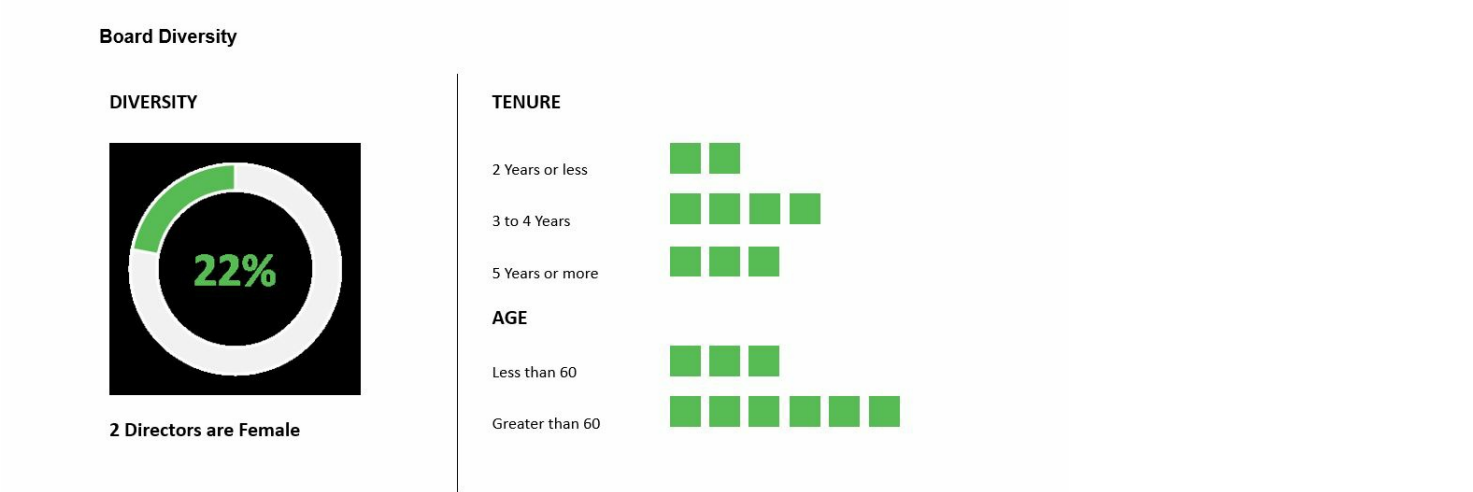 Board Diversity
DIVERSITY
22%
2 Directors are Female
TENURE
2 Years or less
3 to 4 Years
5 Years or more
AGE
Less than 60
Greater than 60